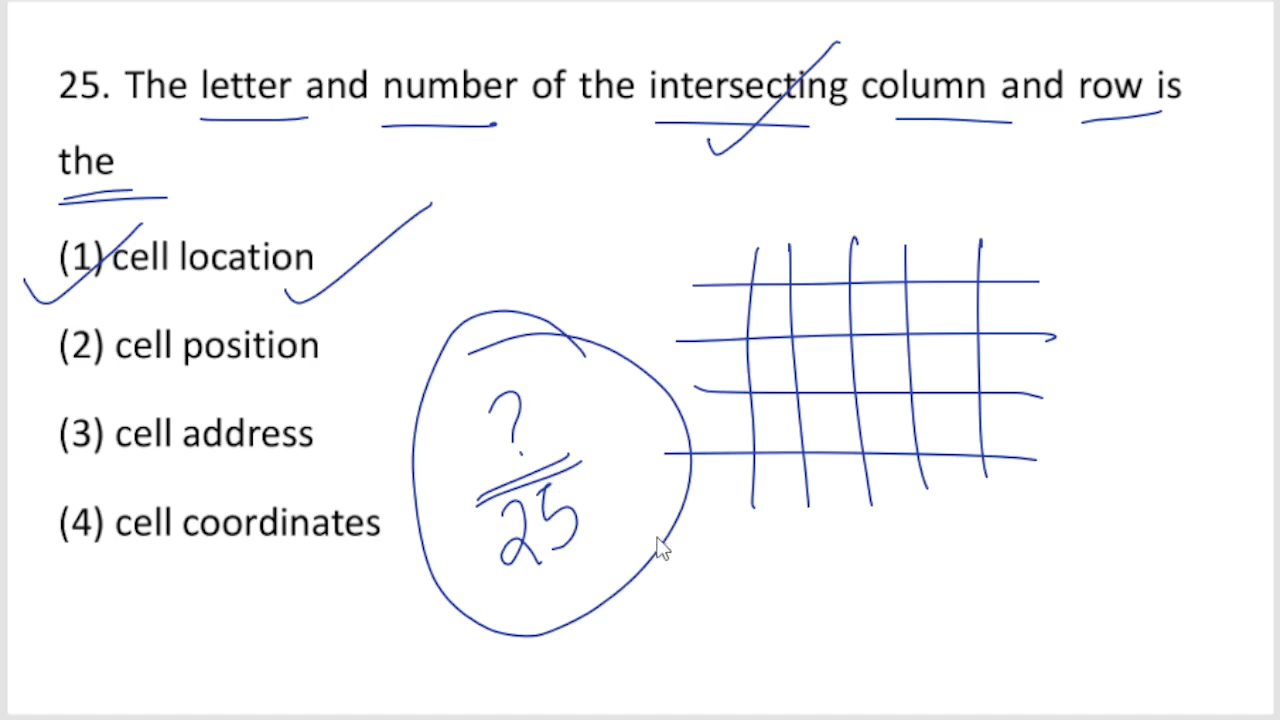 25. The letter and number of the intersecting column and row is
the
(1) cell location
(2) cell position
(3) cell address
(4) cell coordinates
?
25